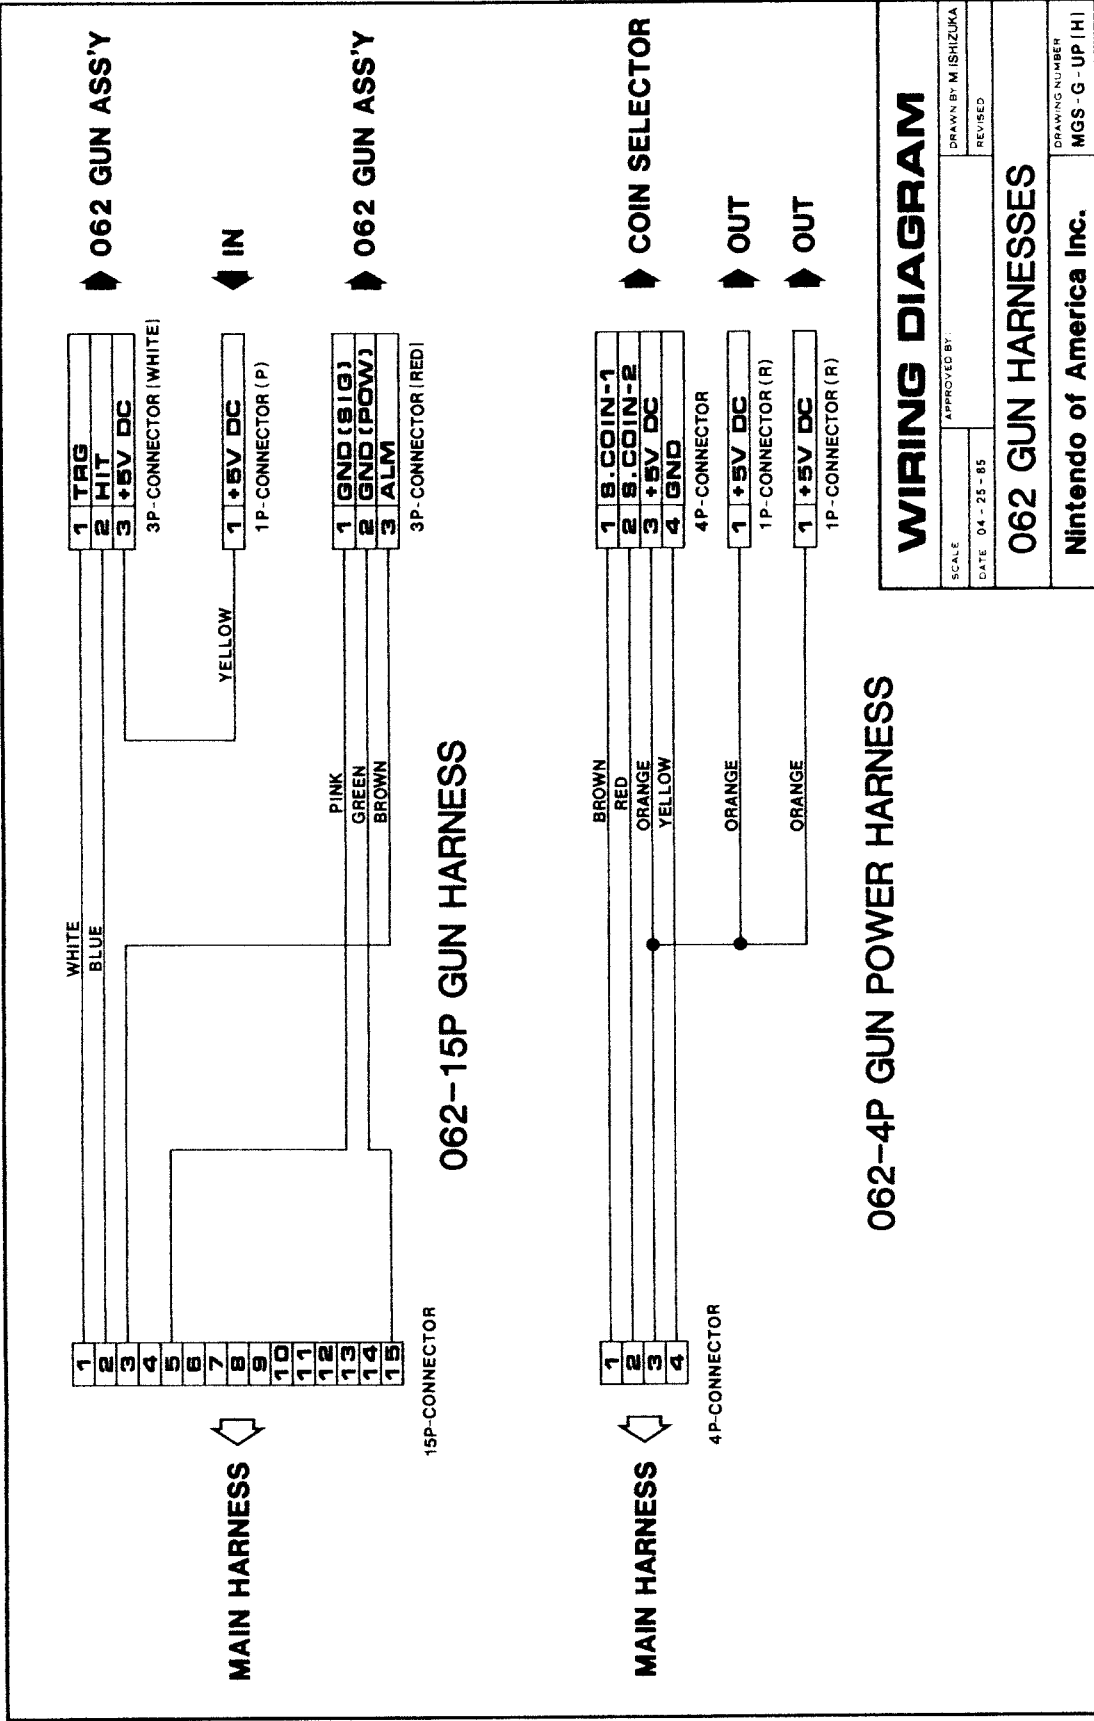 MAIN HARNESS
15P-CONNECTOR
1
2
3
4
5
6
7
8
9
10
11
12
13
14
15
WHITE
BLUE
YELLOW
PINK
GREEN
BROWN
1 TRG
2 HIT
3 +5V DC
3P-CONNECTOR (WHITE)
062 GUN ASS'Y
1 +5V DC
1P-CONNECTOR (P)
IN
1 GND(SIG)
2 GND(POW)
3 ALM
3P-CONNECTOR (RED)
062 GUN ASS'Y
062-15P GUN HARNESS
MAIN HARNESS
4P-CONNECTOR
1
2
3
4
BROWN
RED
ORANGE
YELLOW
ORANGE
ORANGE
1 S.COIN-1
2 S.COIN-2
3 +5V DC
4 GND
4P-CONNECTOR
COIN SELECTOR
1 +5V DC
1P-CONNECTOR (R)
OUT
1 +5V DC
1P-CONNECTOR (R)
OUT
062-4P GUN POWER HARNESS
WIRING DIAGRAM
SCALE
APPROVED BY:
DRAWN BY M ISHIZUKA
DATE 04-25-85
REVISED
062 GUN HARNESSES
Nintendo of America Inc.
DRAWING NUMBER
MGS-G-UP(H)